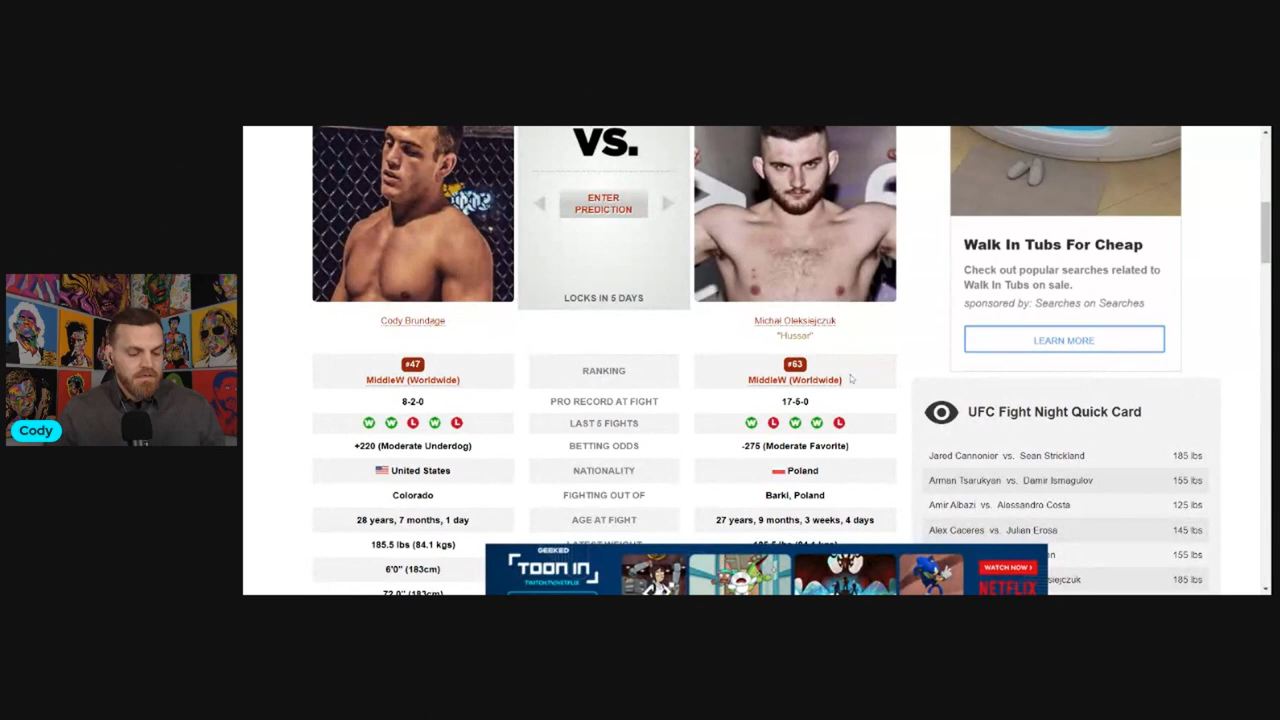 VS.
ENTER
PREDICTION
LOCKS IN 5 DAYS
Cody Brundage
Michal Oleksiejczuk
"Hussar"
#47
MiddleW (Worldwide)
RANKING
#63
MiddleW (Worldwide)
8-2-0
PRO RECORD AT FIGHT
17-5-0
W W L W L
LAST 5 FIGHTS
W L W W L
+220 (Moderate Underdog)
BETTING ODDS
-275 (Moderate Favorite)
United States
NATIONALITY
Poland
Colorado
FIGHTING OUT OF
Barki, Poland
28 years, 7 months, 1 day
AGE AT FIGHT
27 years, 9 months, 3 weeks, 4 days
185.5 lbs (84.1 kgs)
6'0" (183cm)
72.0" (183cm)
Walk In Tubs For Cheap
Check out popular searches related to
Walk In Tubs on sale.
sponsored by: Searches on Searches
LEARN MORE
UFC Fight Night Quick Card
Jared Cannonier vs. Sean Strickland 185 lbs
Arman Tsarukyan vs. Damir Ismagulov 155 lbs
Amir Albazi vs. Alessandro Costa 125 lbs
Alex Caceres vs. Julian Erosa 145 lbs
155 lbs
185 lbs
GEEKED
TOON IN
WATCH NOW
NETFLIX
Cody